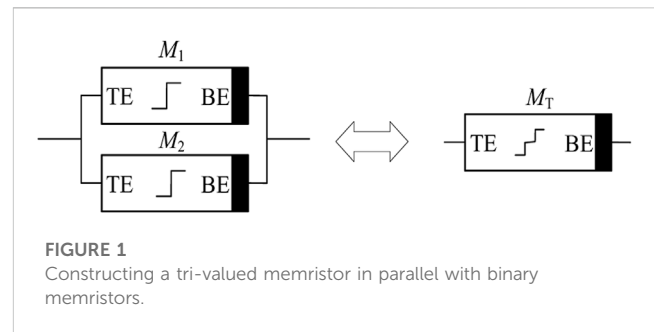 M1
TE BE
M2
TE BE
MT
TE BE
FIGURE 1
Constructing a tri-valued memristor in parallel with binary
memristors.